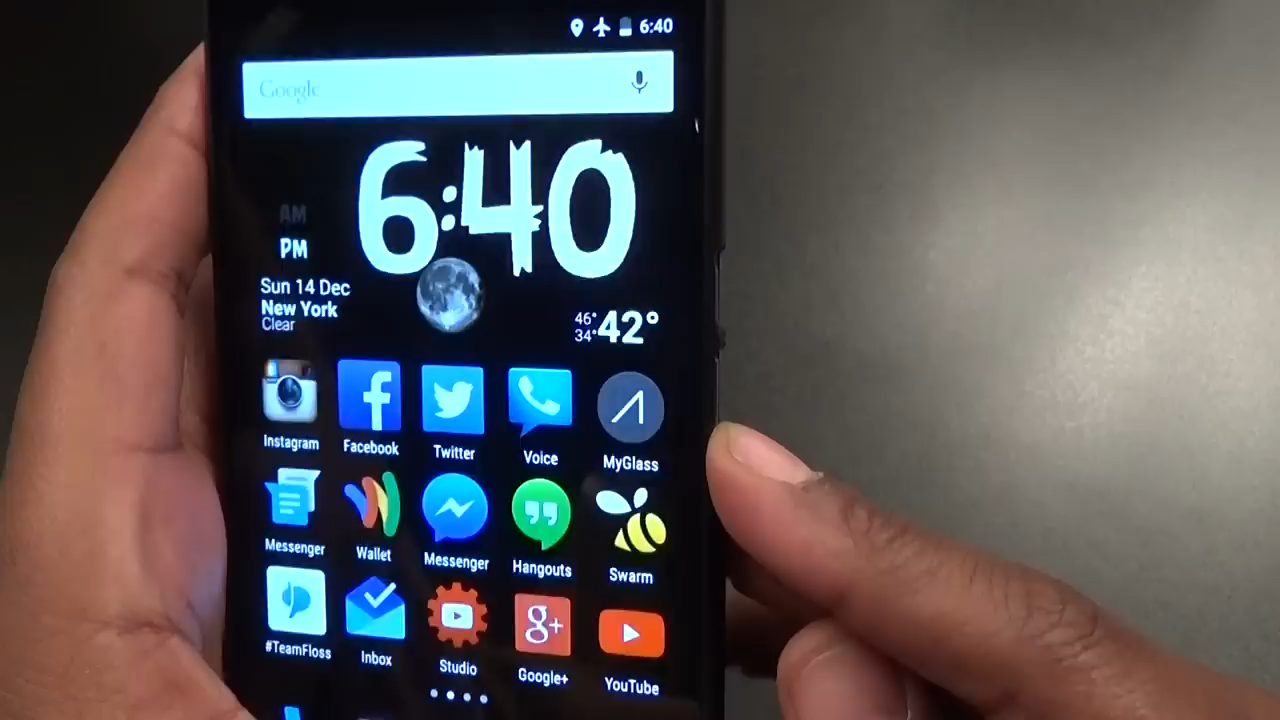 6:40
Google
6:40
AM
PM
Sun 14 Dec
New York
Clear
46°
34°
42°
Instagram
Facebook
Twitter
Voice
MyGlass
Messenger
Wallet
Messenger
Hangouts
Swarm
#TeamFloss
Inbox
Studio
Google+
YouTube